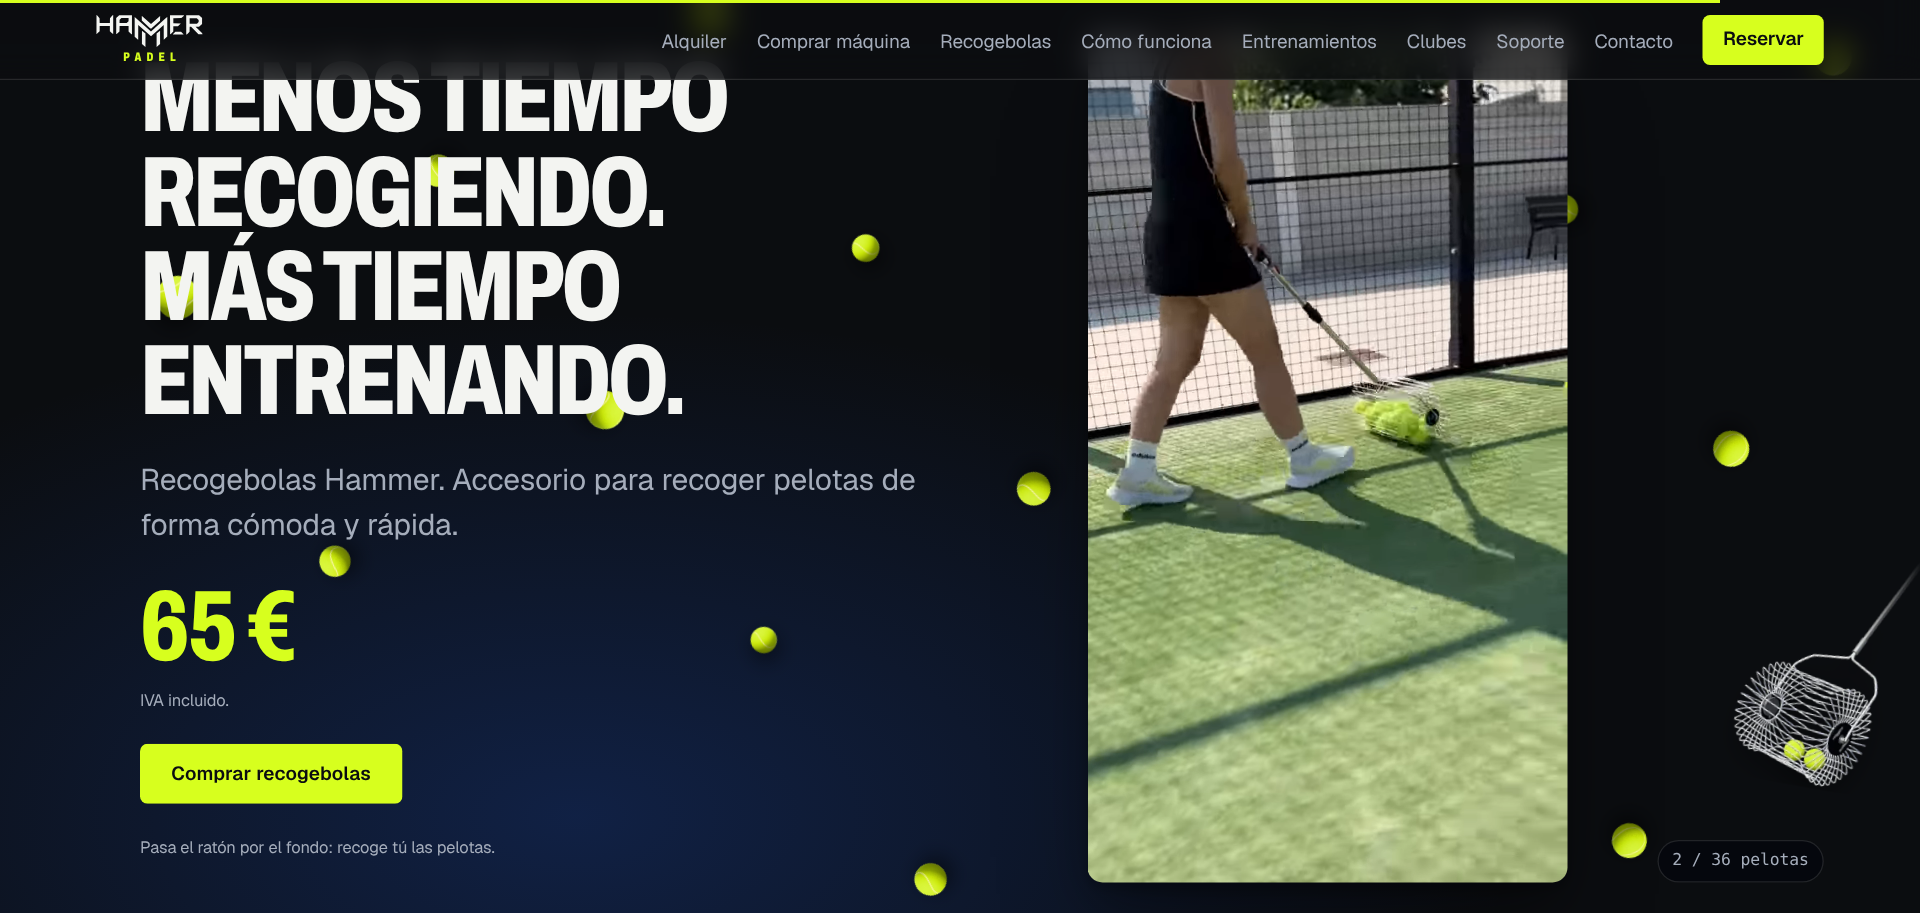 HAMMER
PADEL
Alquiler Comprar máquina Recogebolas Cómo funciona Entrenamientos Clubes Soporte Contacto Reservar
MENOS TIEMPO
RECOGIENDO.
MÁS TIEMPO
ENTRENANDO.
Recogebolas Hammer. Accesorio para recoger pelotas de
forma cómoda y rápida.
65 €
IVA incluido.
Comprar recogebolas
Pasa el ratón por el fondo: recoge tú las pelotas.
2 / 36 pelotas